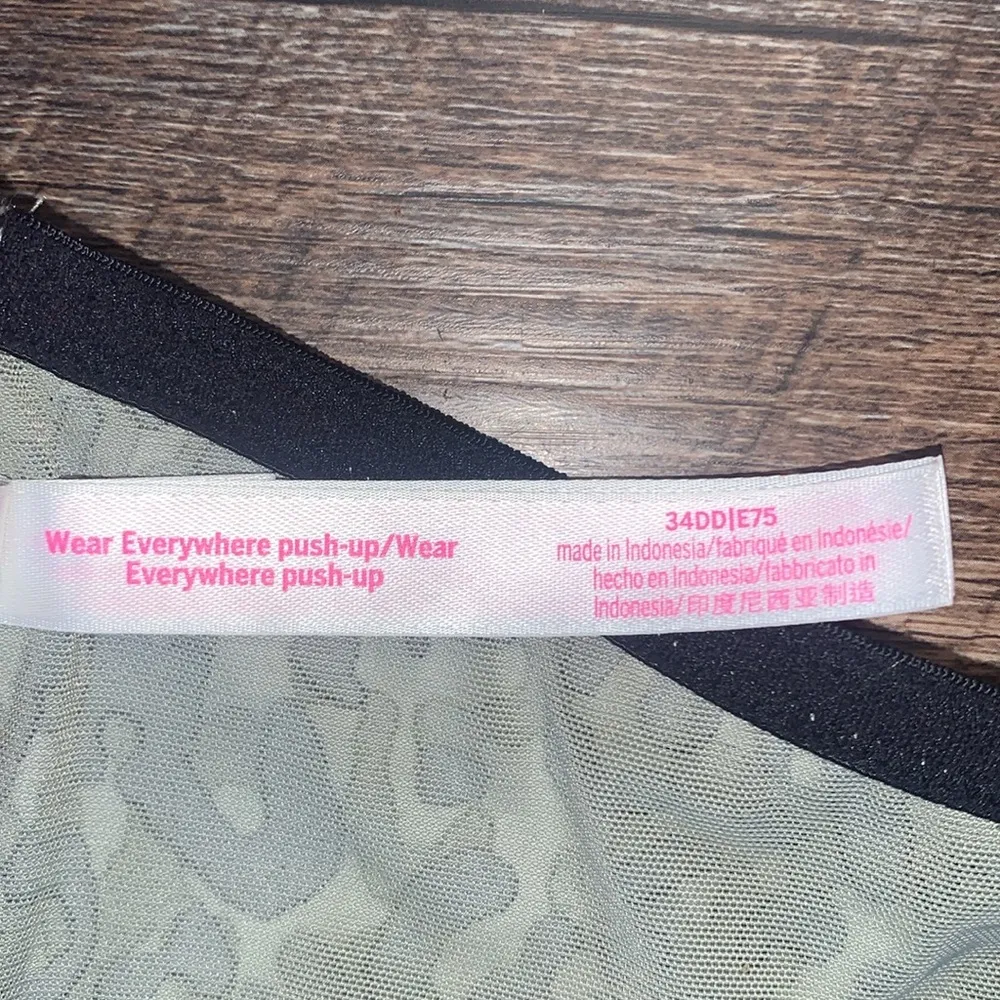 Wear Everywhere push-up/Wear
Everywhere push-up
34DD|E75
made in Indonesia/fabriqué en Indonésie/
hecho en Indonesia/fabbricato in
Indonesia/印度尼西亚制造